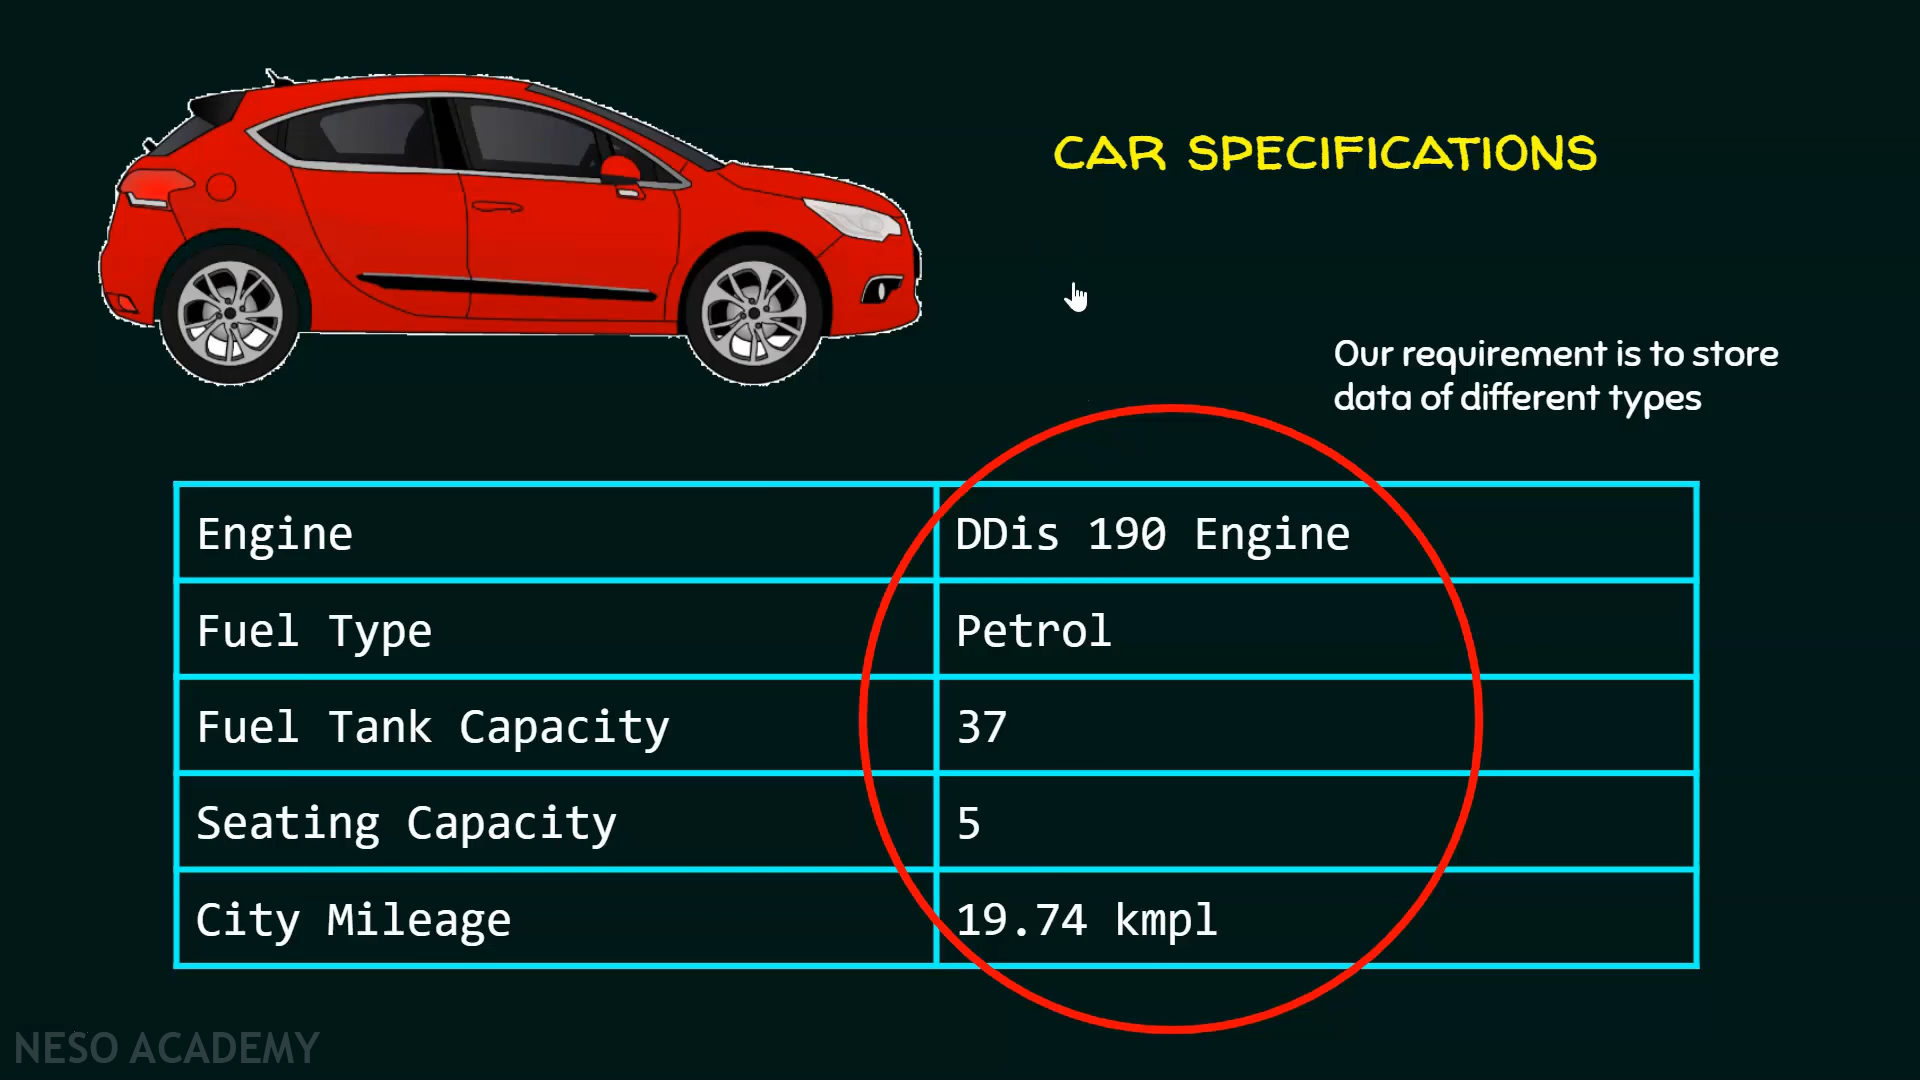 CAR SPECIFICATIONS
Our requirement is to store
data of different types
Engine DDis 190 Engine
Fuel Type Petrol
Fuel Tank Capacity 37
Seating Capacity 5
City Mileage 19.74 kmpl
NESO ACADEMY